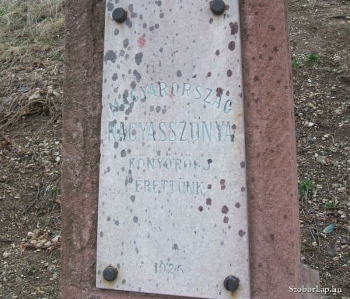 MAGYARORSZÁG
NAGYASSZONYA
KÖNYÖRÖGJ
ÉRETTÜNK
1926
SzoborLap.hu